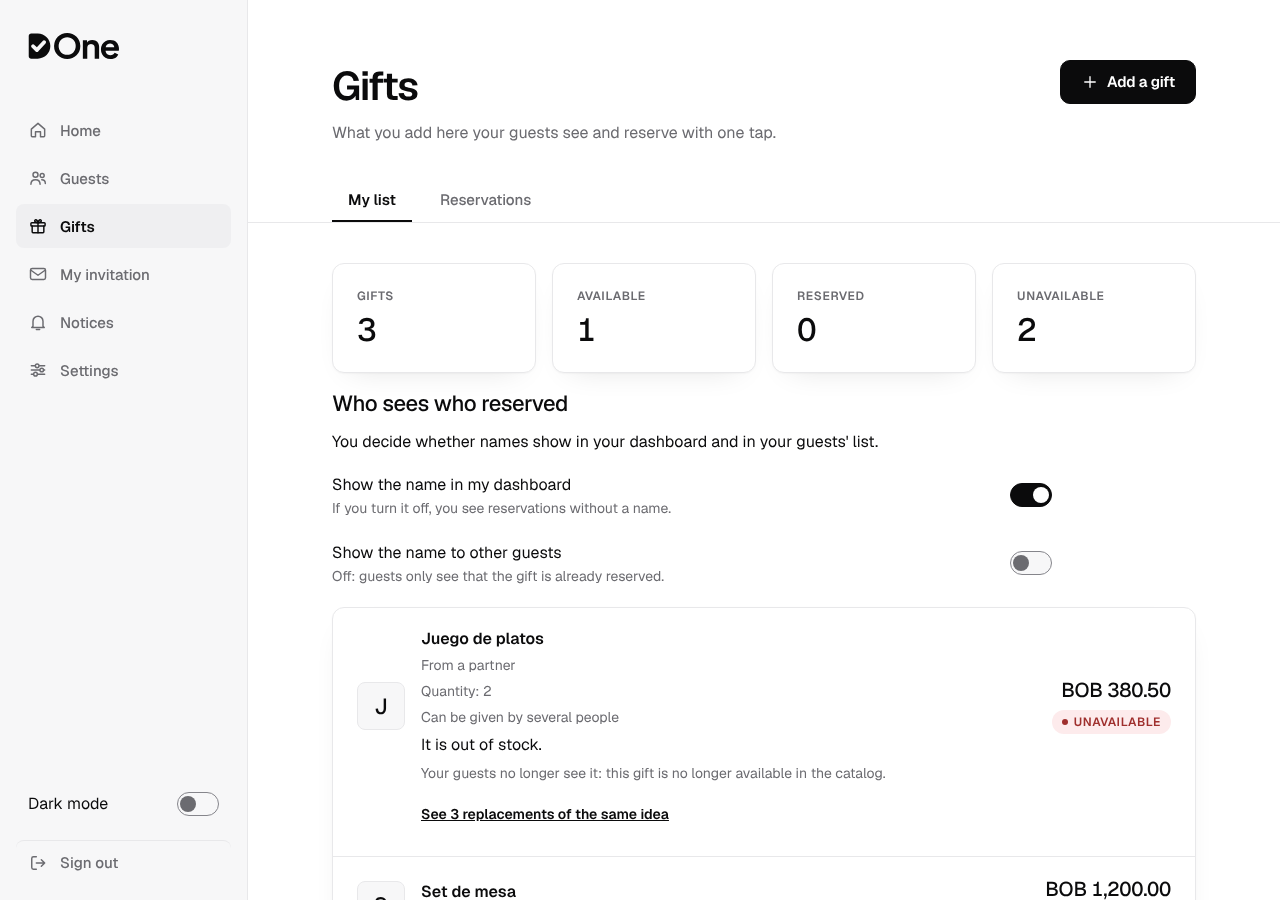 One
Home
Guests
Gifts
My invitation
Notices
Settings
Dark mode
Sign out
Gifts
Add a gift
What you add here your guests see and reserve with one tap.
My list
Reservations
GIFTS
3
AVAILABLE
1
RESERVED
0
UNAVAILABLE
2
Who sees who reserved
You decide whether names show in your dashboard and in your guests' list.
Show the name in my dashboard
If you turn it off, you see reservations without a name.
Show the name to other guests
Off: guests only see that the gift is already reserved.
J
Juego de platos
From a partner
Quantity: 2
Can be given by several people
It is out of stock.
Your guests no longer see it: this gift is no longer available in the catalog.
See 3 replacements of the same idea
BOB 380.50
UNAVAILABLE
Set de mesa
BOB 1,200.00